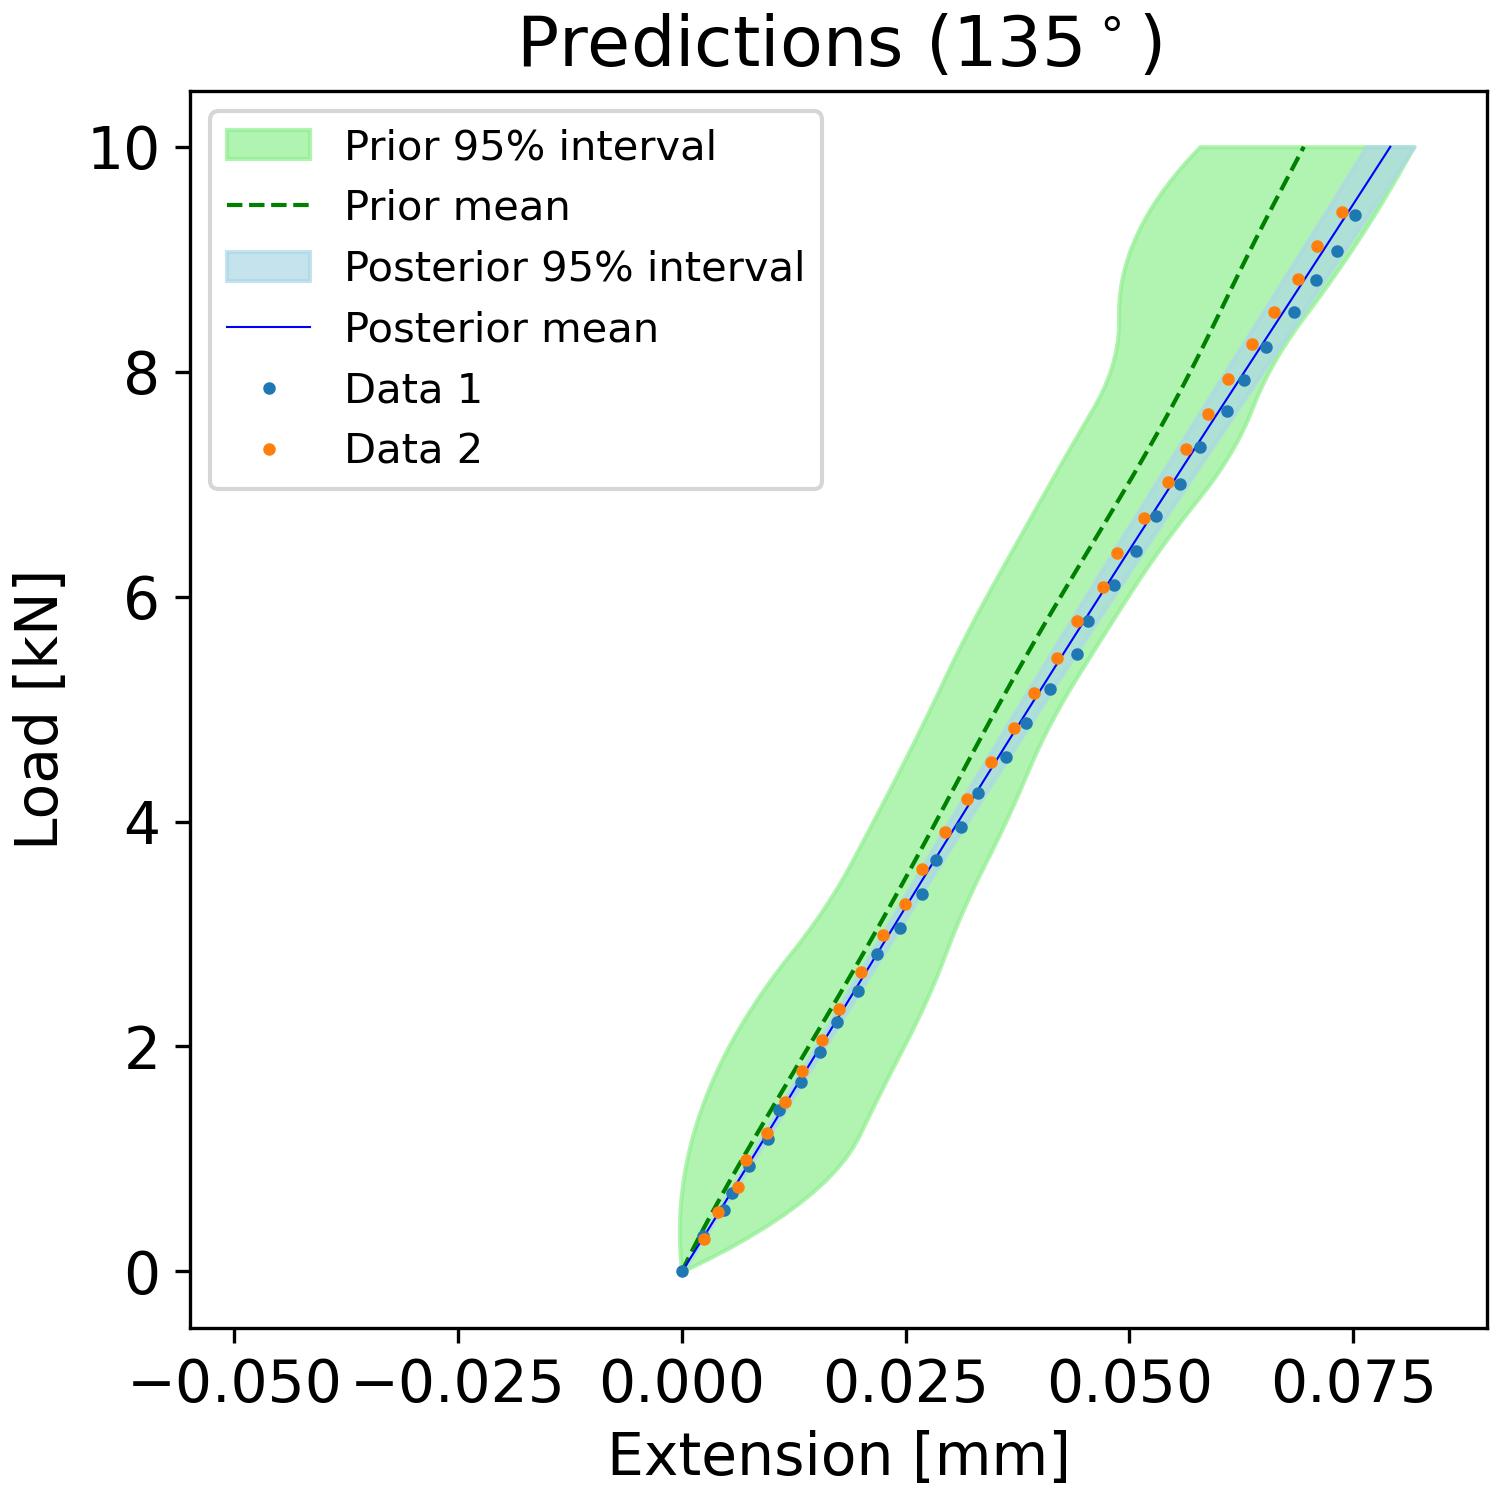 Predictions (135°)
Prior 95% interval
Prior mean
Posterior 95% interval
Posterior mean
Data 1
Data 2
Load [kN]
10
8
6
4
2
0
−0.050 −0.025 0.000 0.025 0.050 0.075
Extension [mm]